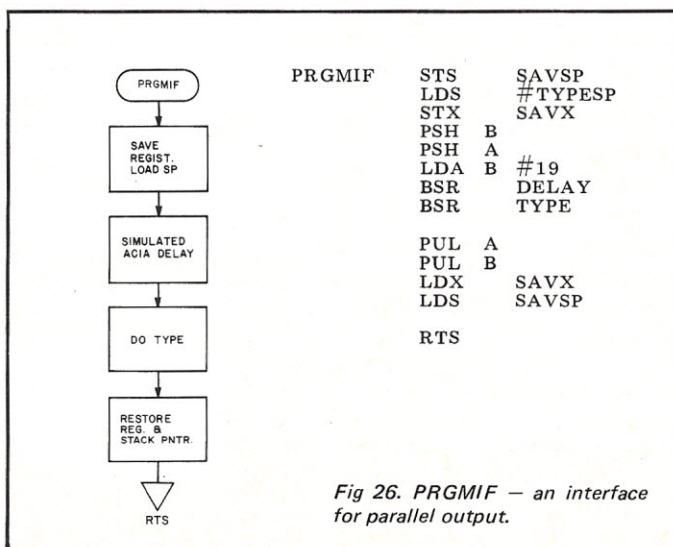 PRGMIF
SAVE
REGIST.
LOAD SP
SIMULATED
ACIA DELAY
DO TYPE
RESTORE
REG. &
STACK PNTR.
RTS
PRGMIF STS SAVSP
LDS #TYPESP
STX SAVX
PSH B
PSH A
LDA B #19
BSR DELAY
BSR TYPE
PUL A
PUL B
LDX SAVX
LDS SAVSP
RTS
Fig 26. PRGMIF — an interface
for parallel output.